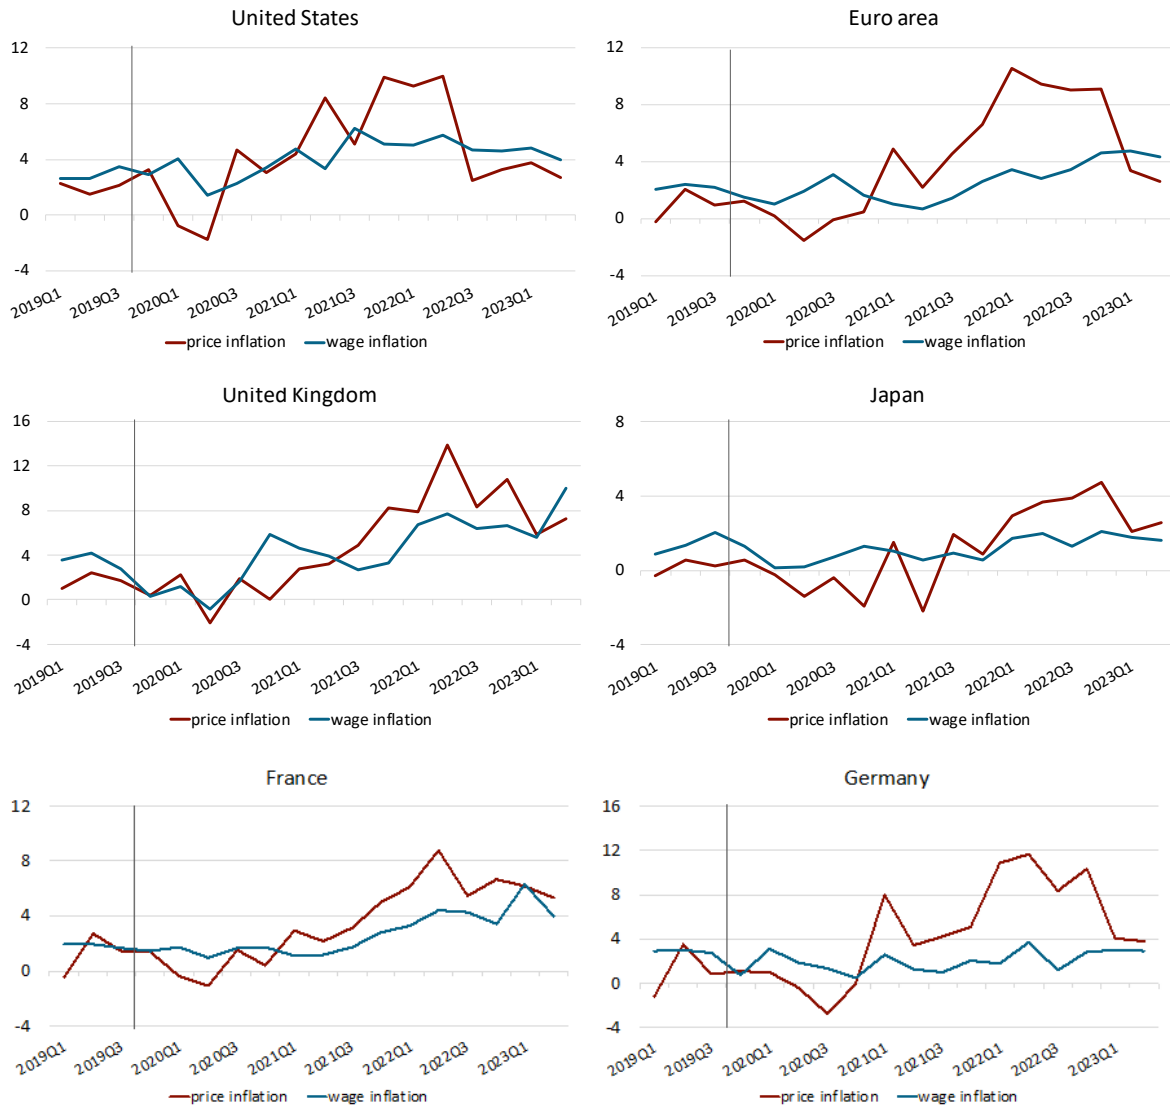 United States
12
8
4
0
-4
2019Q1 2019Q3 2020Q1 2020Q3 2021Q1 2021Q3 2022Q1 2022Q3 2023Q1
price inflation wage inflation
Euro area
12
8
4
0
-4
2019Q1 2019Q3 2020Q1 2020Q3 2021Q1 2021Q3 2022Q1 2022Q3 2023Q1
price inflation wage inflation
United Kingdom
16
12
8
4
0
-4
2019Q1 2019Q3 2020Q1 2020Q3 2021Q1 2021Q3 2022Q1 2022Q3 2023Q1
price inflation wage inflation
Japan
8
4
0
-4
2019Q1 2019Q3 2020Q1 2020Q3 2021Q1 2021Q3 2022Q1 2022Q3 2023Q1
price inflation wage inflation
France
12
8
4
0
-4
2019Q1 2019Q3 2020Q1 2020Q3 2021Q1 2021Q3 2022Q1 2022Q3 2023Q1
price inflation wage inflation
Germany
16
12
8
4
0
-4
2019Q1 2019Q3 2020Q1 2020Q3 2021Q1 2021Q3 2022Q1 2022Q3 2023Q1
price inflation wage inflation